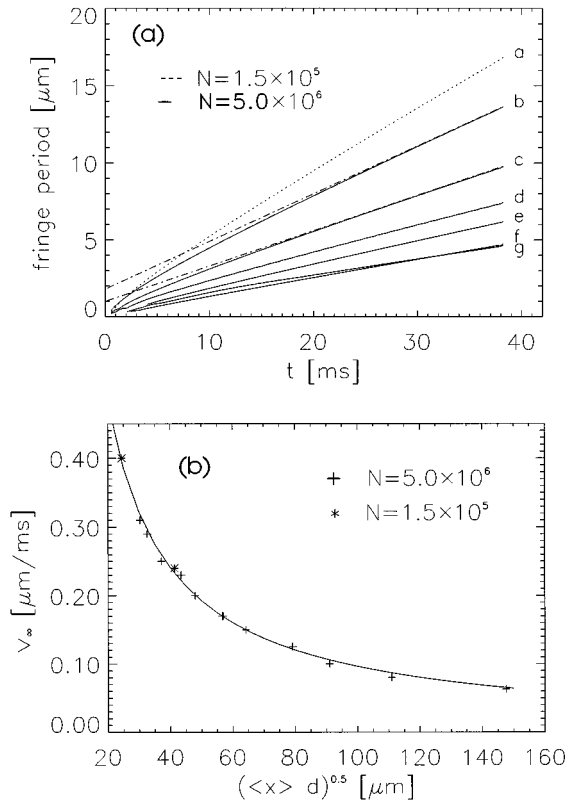 (a)
N=1.5×10⁵
N=5.0×10⁶
fringe period [μm]
20
15
10
5
0
a
b
c
d
e
f
g
0
10
20
30
40
t [ms]
(b)
N=5.0×10⁶
N=1.5×10⁵
V∞ [μm/ms]
0.40
0.30
0.20
0.10
0.00
20
40
60
80
100
120
140
160
(<x> d)⁰·⁵ [μm]